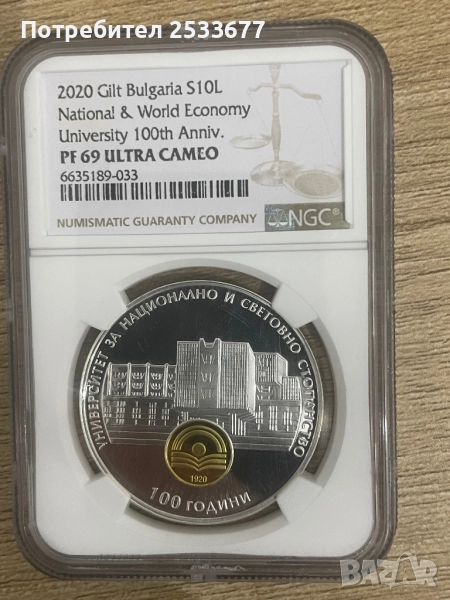 Потребител 2533677
2020 Gilt Bulgaria S10L
National & World Economy
University 100th Anniv.
PF 69 ULTRA CAMEO
6635189-033
NUMISMATIC GUARANTY COMPANY
NGC®
УНИВЕРСИТЕТ ЗА НАЦИОНАЛНО И СВЕТОВНО СТОПАНСТВО
1920
100 ГОДИНИ
BAZAR